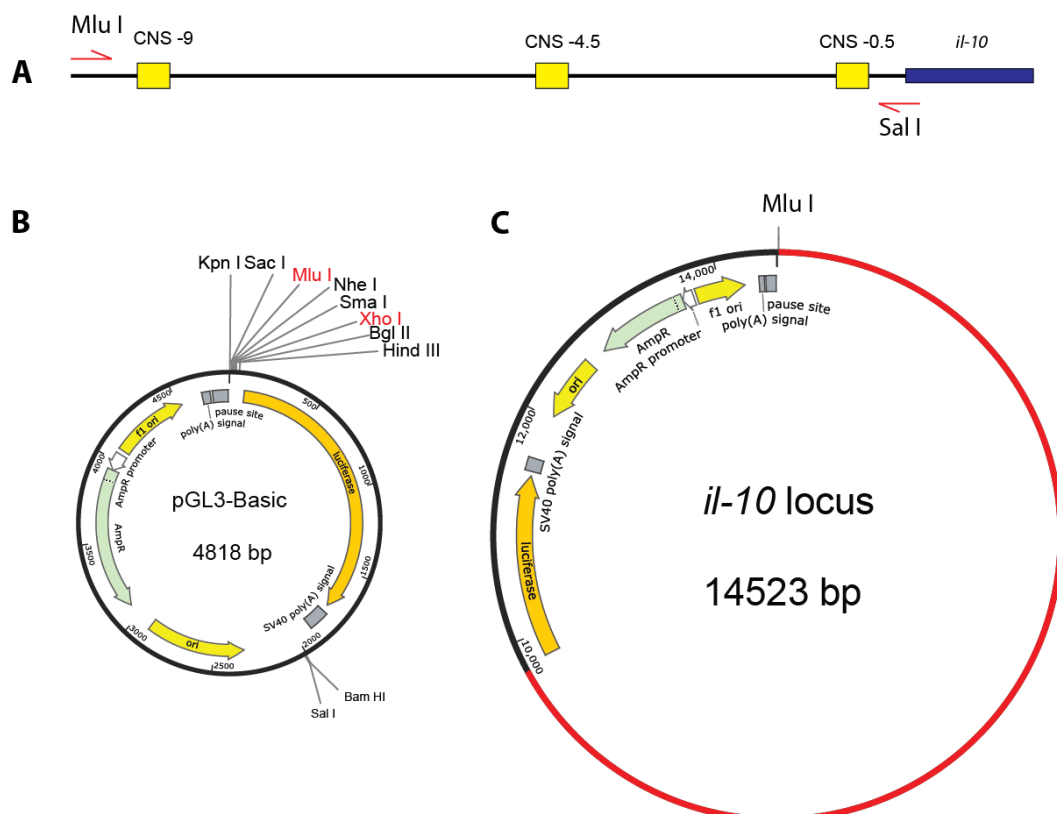 A
Mlu I
CNS -9
CNS -4.5
CNS -0.5
il-10
Sal I
B
Kpn I
Sac I
Mlu I
Nhe I
Sma I
Xho I
Bgl II
Hind III
4500
500
f1 ori
poly(A) signal
pause site
4000
AmpR promoter
1000
luciferase
AmpR
pGL3-Basic
4818 bp
3500
1500
SV40 poly(A) signal
3000
ori
2500
2000
Bam HI
Sal I
C
Mlu I
14,000
f1 ori
pause site
poly(A) signal
AmpR
AmpR promoter
ori
12,000
SV40 poly(A) signal
luciferase
il-10 locus
14523 bp
10,000